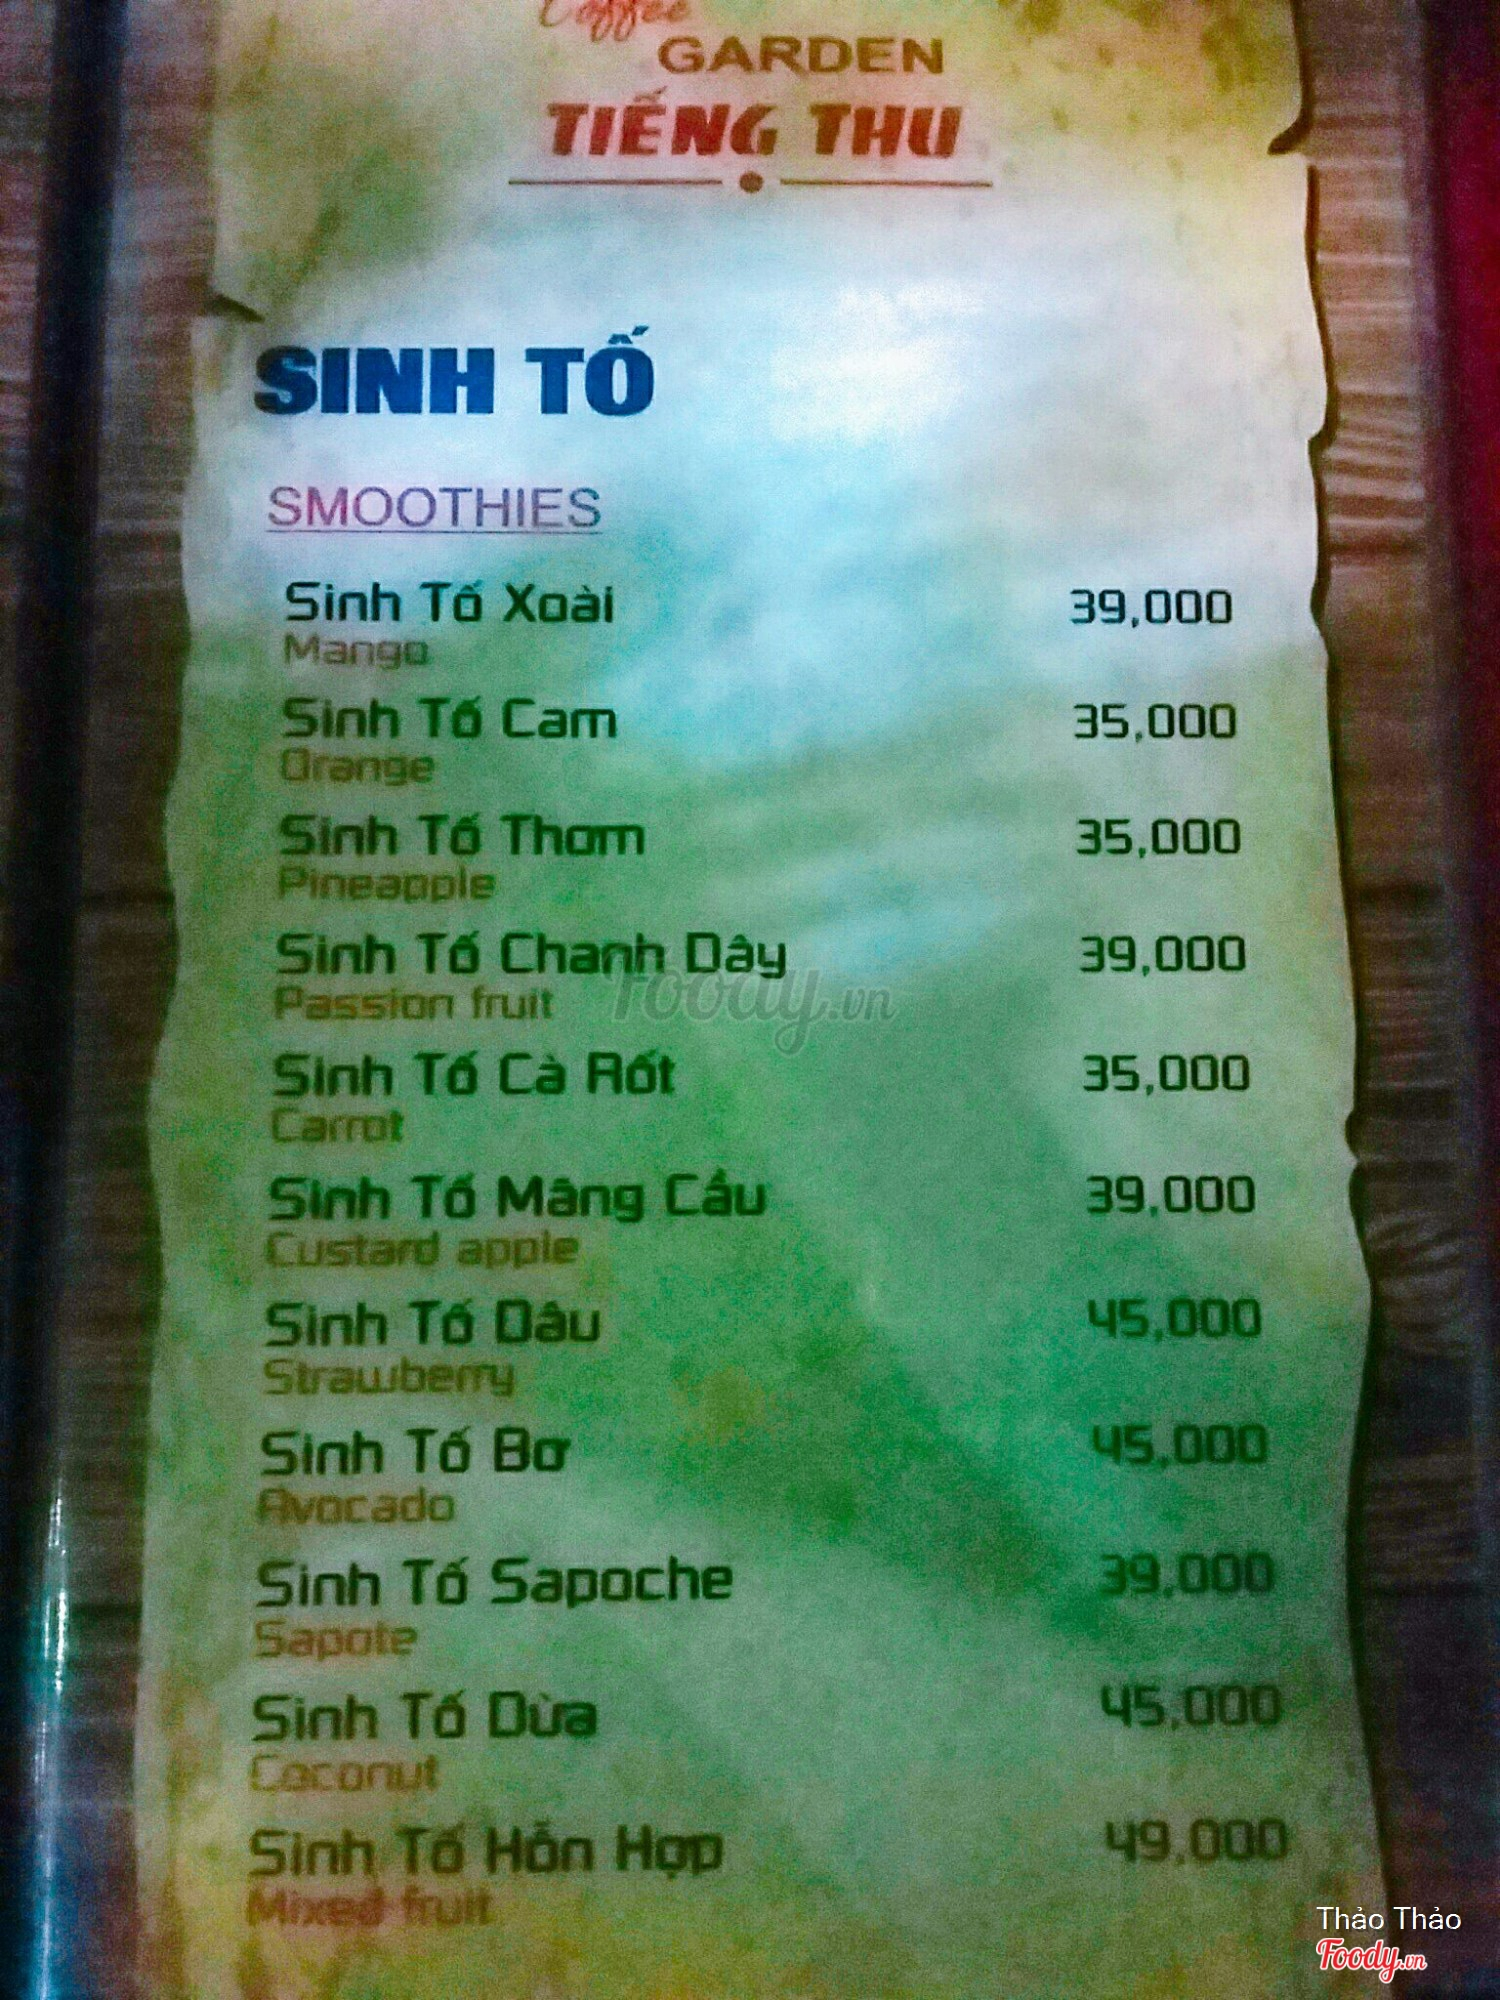 Coffee
GARDEN
TIẾNG THU
SINH TỐ
SMOOTHIES
Sinh Tố Xoài 39,000
Mango
Sinh Tố Cam 35,000
Orange
Sinh Tố Thơm 35,000
Pineapple
Sinh Tố Chanh Dây 39,000
Passion fruit
Foody.vn
Sinh Tố Cà Rốt 35,000
Carrot
Sinh Tố Mãng Cầu 39,000
Custard apple
Sinh Tố Dâu 45,000
Strawberry
Sinh Tố Bơ 45,000
Avocado
Sinh Tố Sapoche 39,000
Sapote
Sinh Tố Dừa 45,000
Coconut
Sinh Tố Hỗn Hợp 49,000
Mixed fruit
Thảo Thảo
Foody.vn